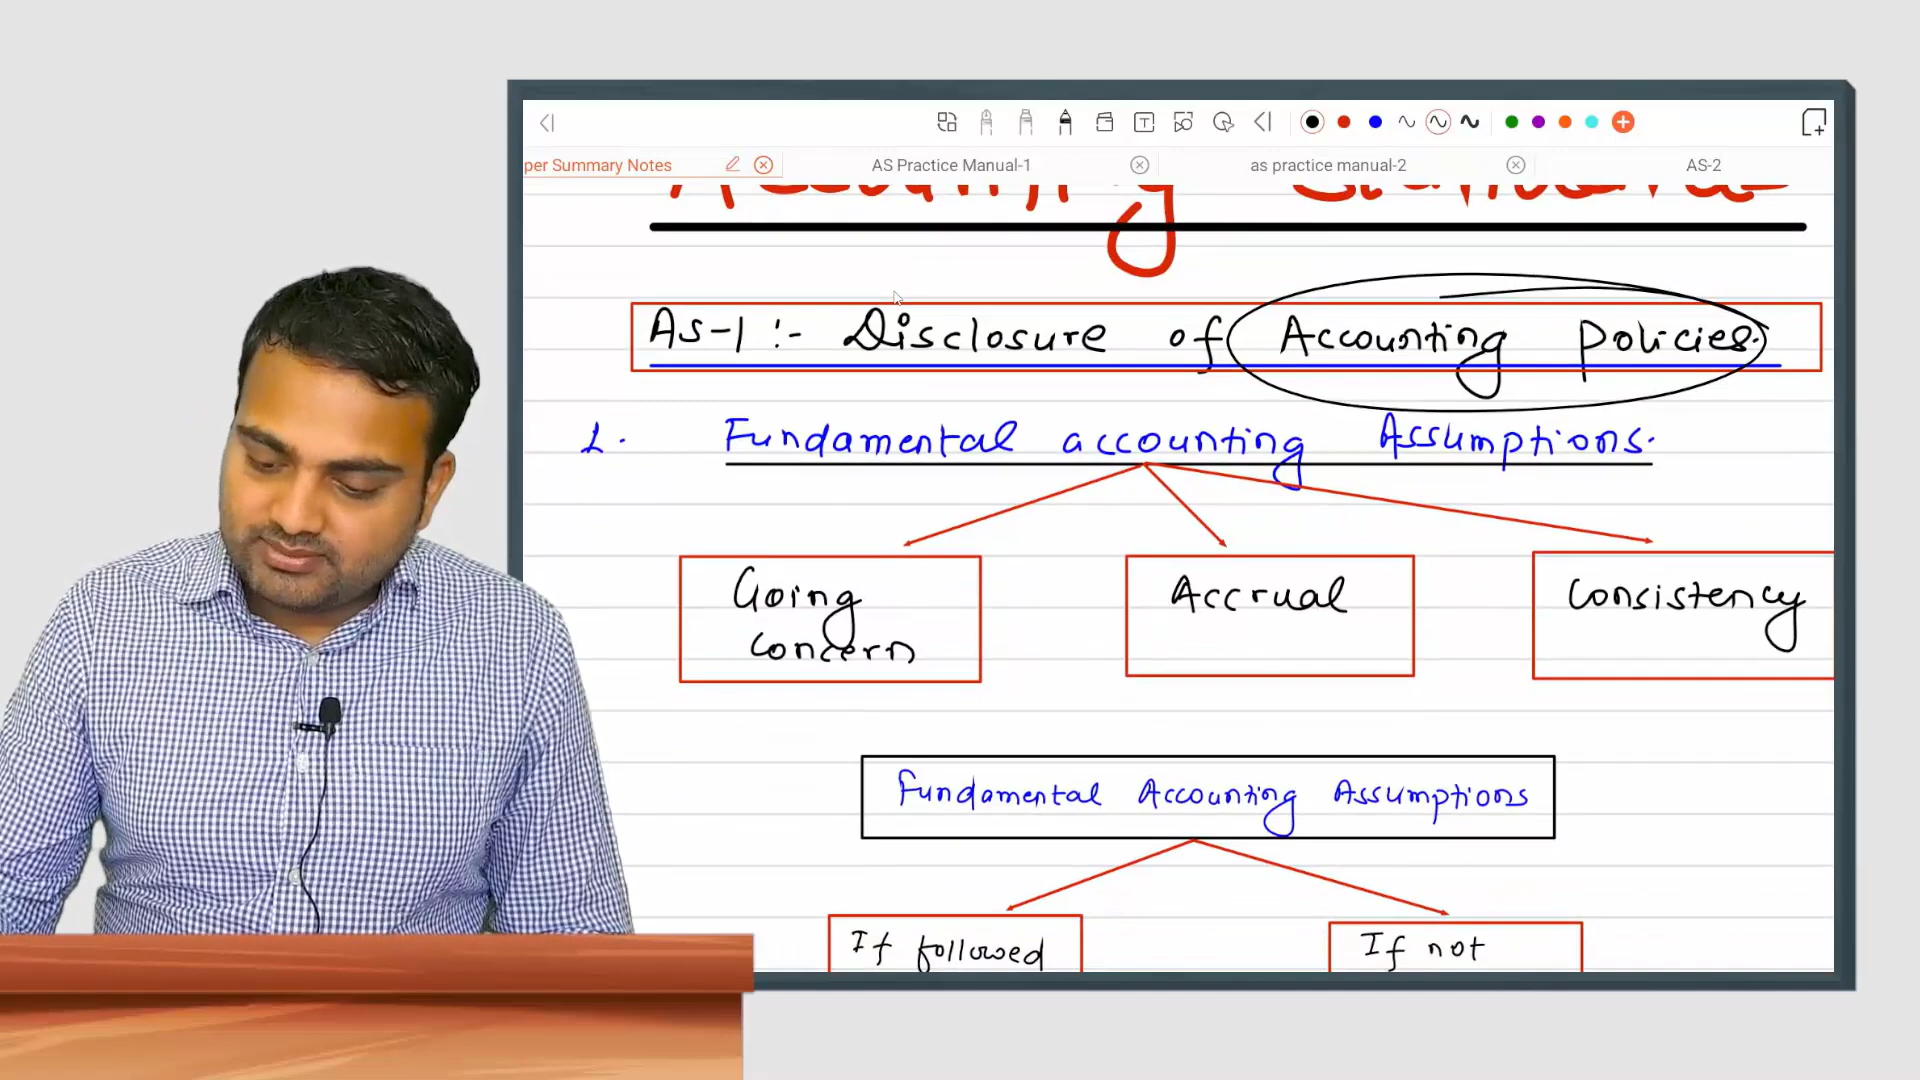 per Summary Notes AS Practice Manual-1 as practice manual-2 AS-2
Accounting
As-1 :- Disclosure of Accounting Policies.
1. Fundamental accounting Assumptions.
Going concern
Accrual
Consistency
Fundamental Accounting Assumptions
If followed
If not